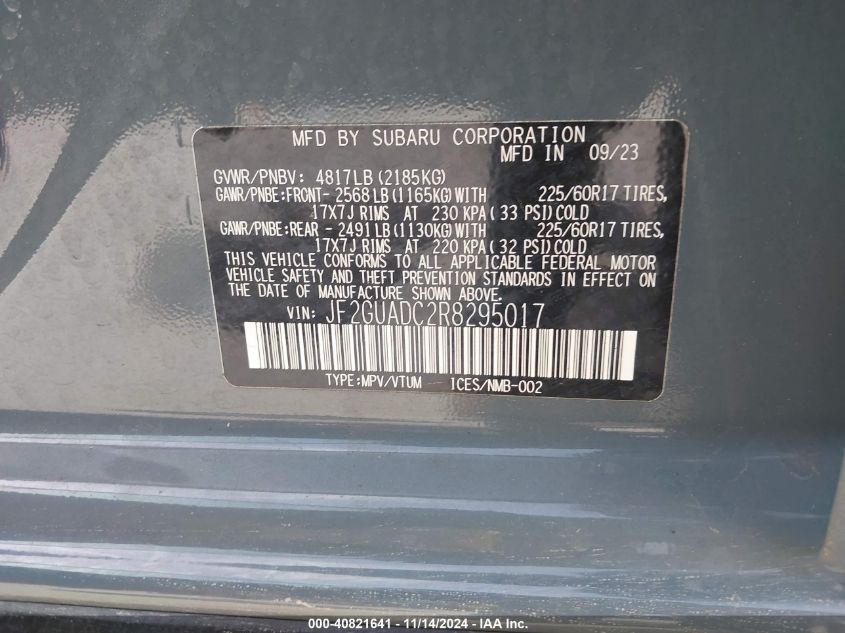 MFD BY SUBARU CORPORATION
MFD IN 09/23
GVWR/PNBV: 4817LB (2185KG)
GAWR/PNBE:FRONT- 2568LB (1165KG) WITH 225/60R17 TIRES,
17X7J RIMS AT 230 KPA (33 PSI) COLD
GAWR/PNBE:REAR - 2491LB (1130KG) WITH 225/60R17 TIRES,
17X7J RIMS AT 220 KPA (32 PSI) COLD
THIS VEHICLE CONFORMS TO ALL APPLICABLE FEDERAL MOTOR
VEHICLE SAFETY AND THEFT PREVENTION STANDARDS IN EFFECT ON
THE DATE OF MANUFACTURE SHOWN ABOVE.
VIN: JF2GUADC2R8295017
TYPE:MPV/VTUM ICES/NMB-002
000-40821641 - 11/14/2024 - IAA Inc.